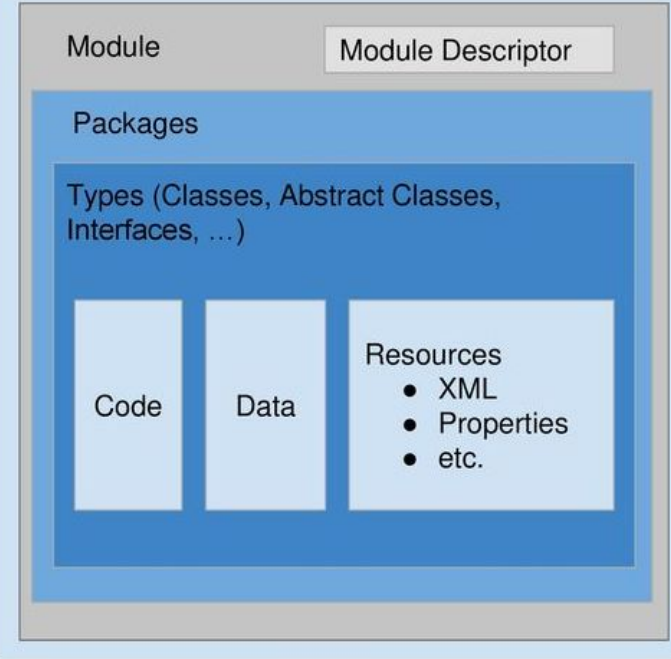 Module
Module Descriptor
Packages
Types (Classes, Abstract Classes,
Interfaces, …)
Code
Data
Resources
● XML
● Properties
● etc.